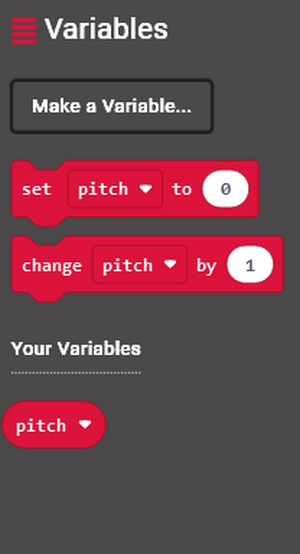 Variables
Make a Variable...
set pitch to 0
change pitch by 1
Your Variables
pitch